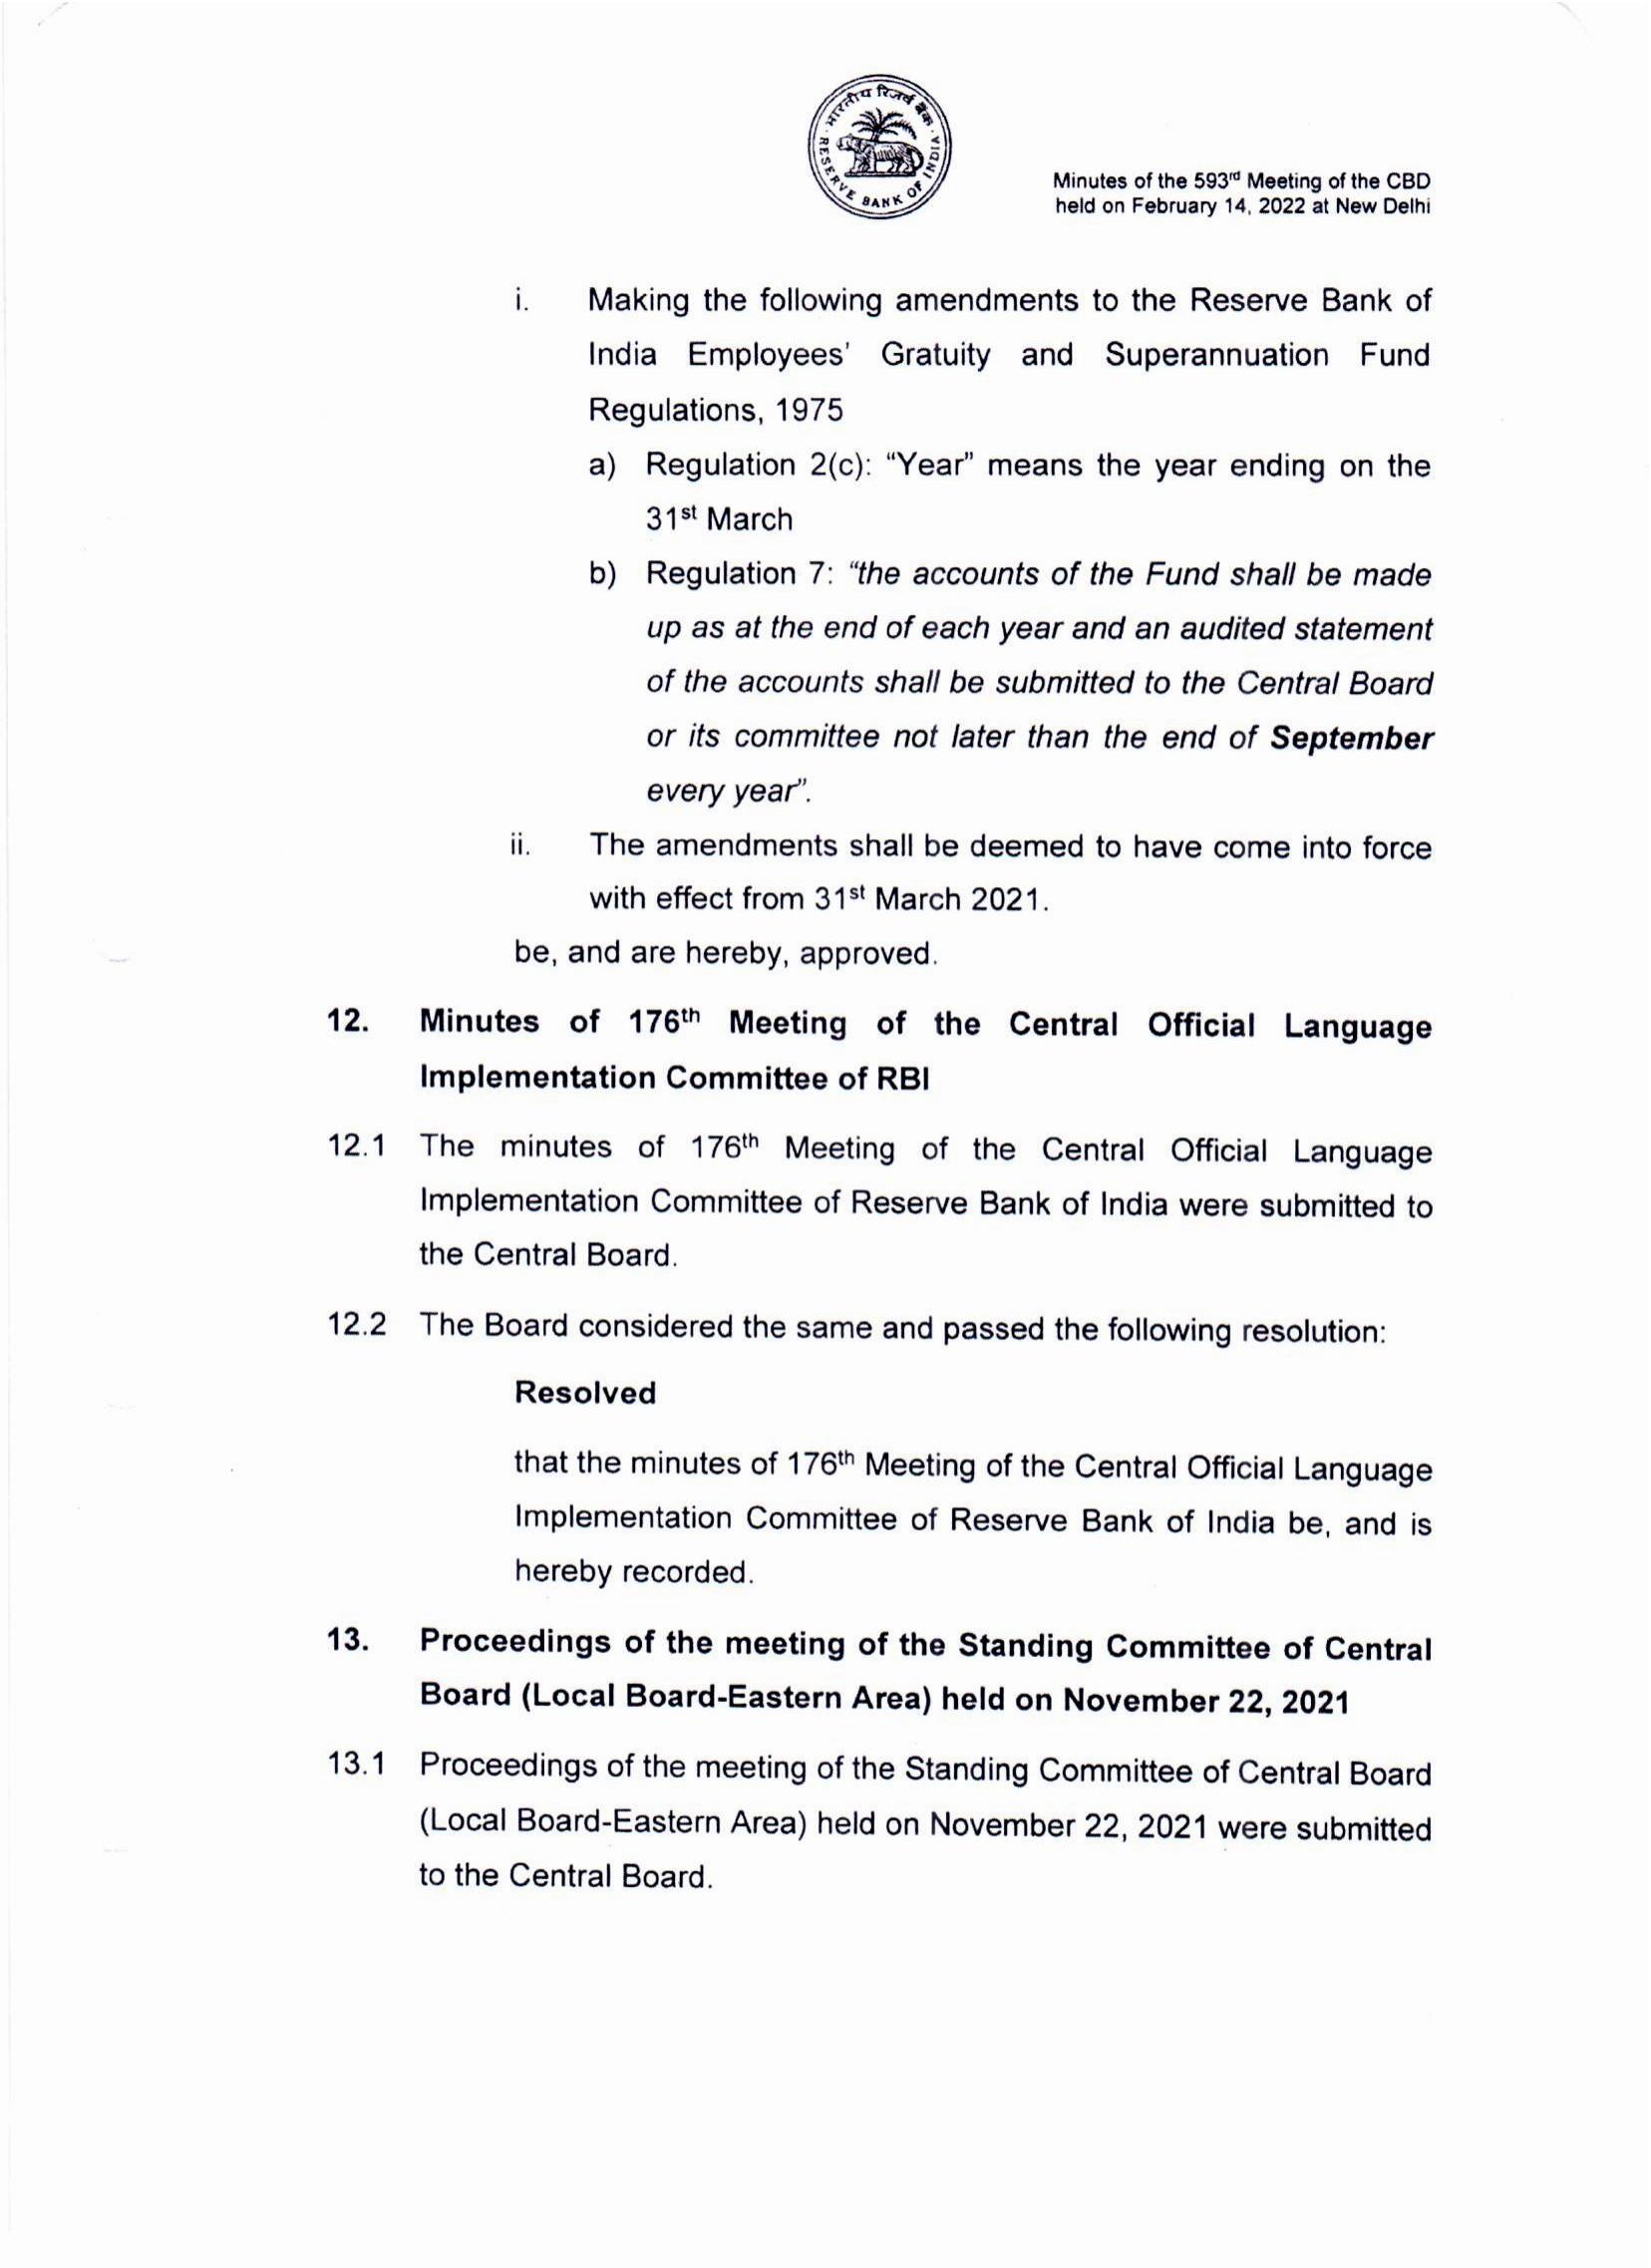 भारतीय रिज़र्व बैंक
RESERVE BANK OF INDIA
Minutes of the 593rd Meeting of the CBD
held on February 14, 2022 at New Delhi
i. Making the following amendments to the Reserve Bank of
India Employees' Gratuity and Superannuation Fund
Regulations, 1975
a) Regulation 2(c): “Year” means the year ending on the
31st March
b) Regulation 7: “the accounts of the Fund shall be made
up as at the end of each year and an audited statement
of the accounts shall be submitted to the Central Board
or its committee not later than the end of September
every year”.
ii. The amendments shall be deemed to have come into force
with effect from 31st March 2021.
be, and are hereby, approved.
12. Minutes of 176th Meeting of the Central Official Language
Implementation Committee of RBI
12.1 The minutes of 176th Meeting of the Central Official Language
Implementation Committee of Reserve Bank of India were submitted to
the Central Board.
12.2 The Board considered the same and passed the following resolution:
Resolved
that the minutes of 176th Meeting of the Central Official Language
Implementation Committee of Reserve Bank of India be, and is
hereby recorded.
13. Proceedings of the meeting of the Standing Committee of Central
Board (Local Board-Eastern Area) held on November 22, 2021
13.1 Proceedings of the meeting of the Standing Committee of Central Board
(Local Board-Eastern Area) held on November 22, 2021 were submitted
to the Central Board.